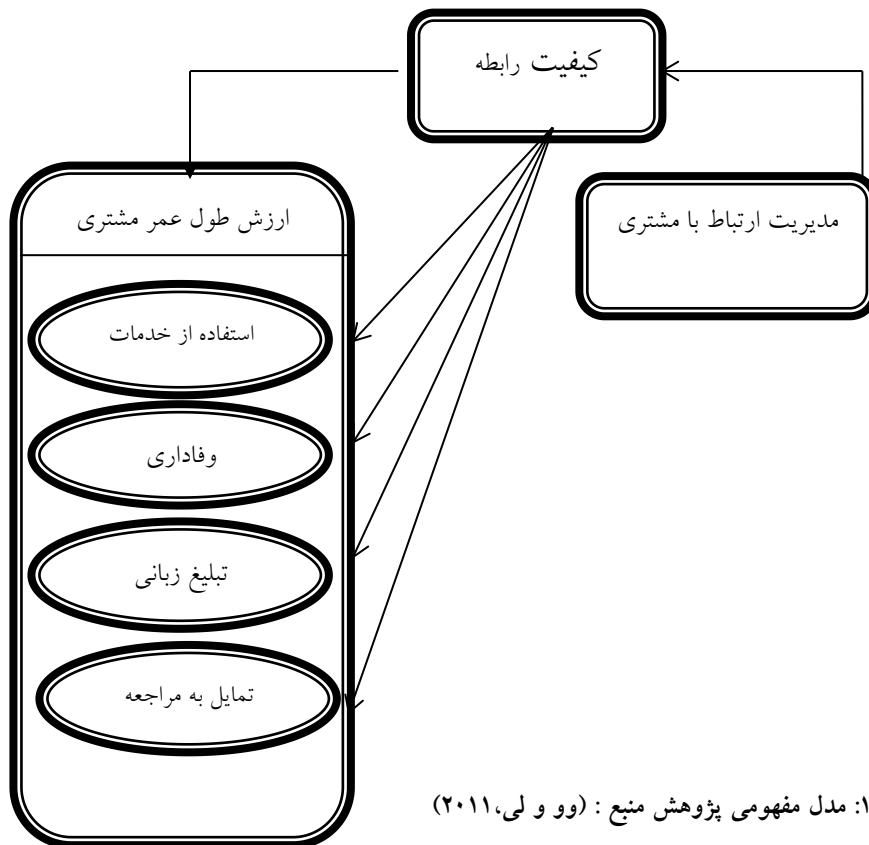 کیفیت رابطه
مدیریت ارتباط با مشتری
ارزش طول عمر مشتری
استفاده از خدمات
وفاداری
تبلیغ زبانی
تمایل به مراجعه
۱: مدل مفهومی پژوهش منبع : (وو و لی،۲۰۱۱)